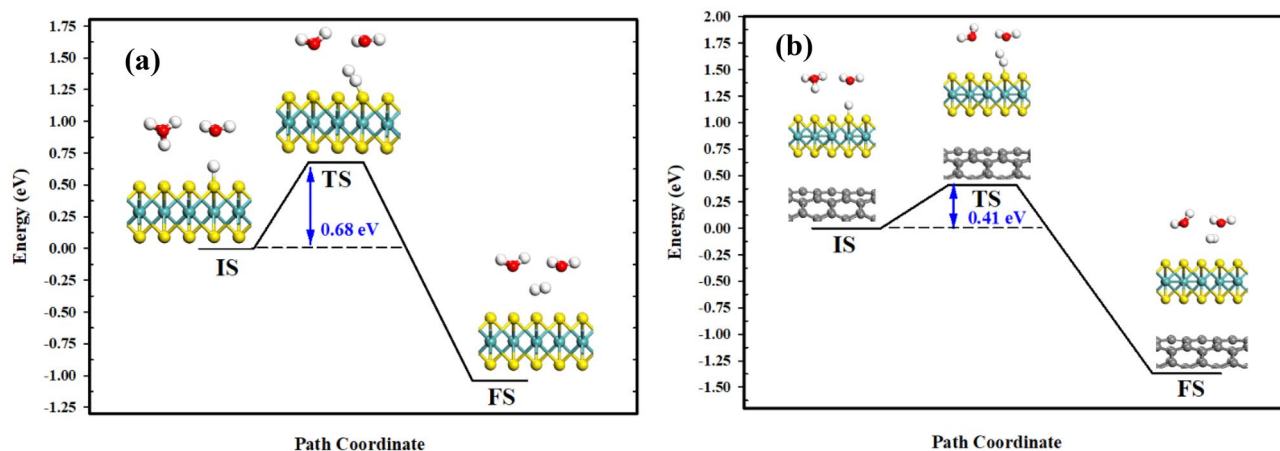 (a)
Energy (eV)
1.75
1.50
1.25
1.00
0.75
0.50
0.25
0.00
-0.25
-0.50
-0.75
-1.00
-1.25
IS
TS
0.68 eV
FS
Path Coordinate
(b)
Energy (eV)
2.00
1.75
1.50
1.25
1.00
0.75
0.50
0.25
0.00
-0.25
-0.50
-0.75
-1.00
-1.25
-1.50
IS
TS
0.41 eV
FS
Path Coordinate